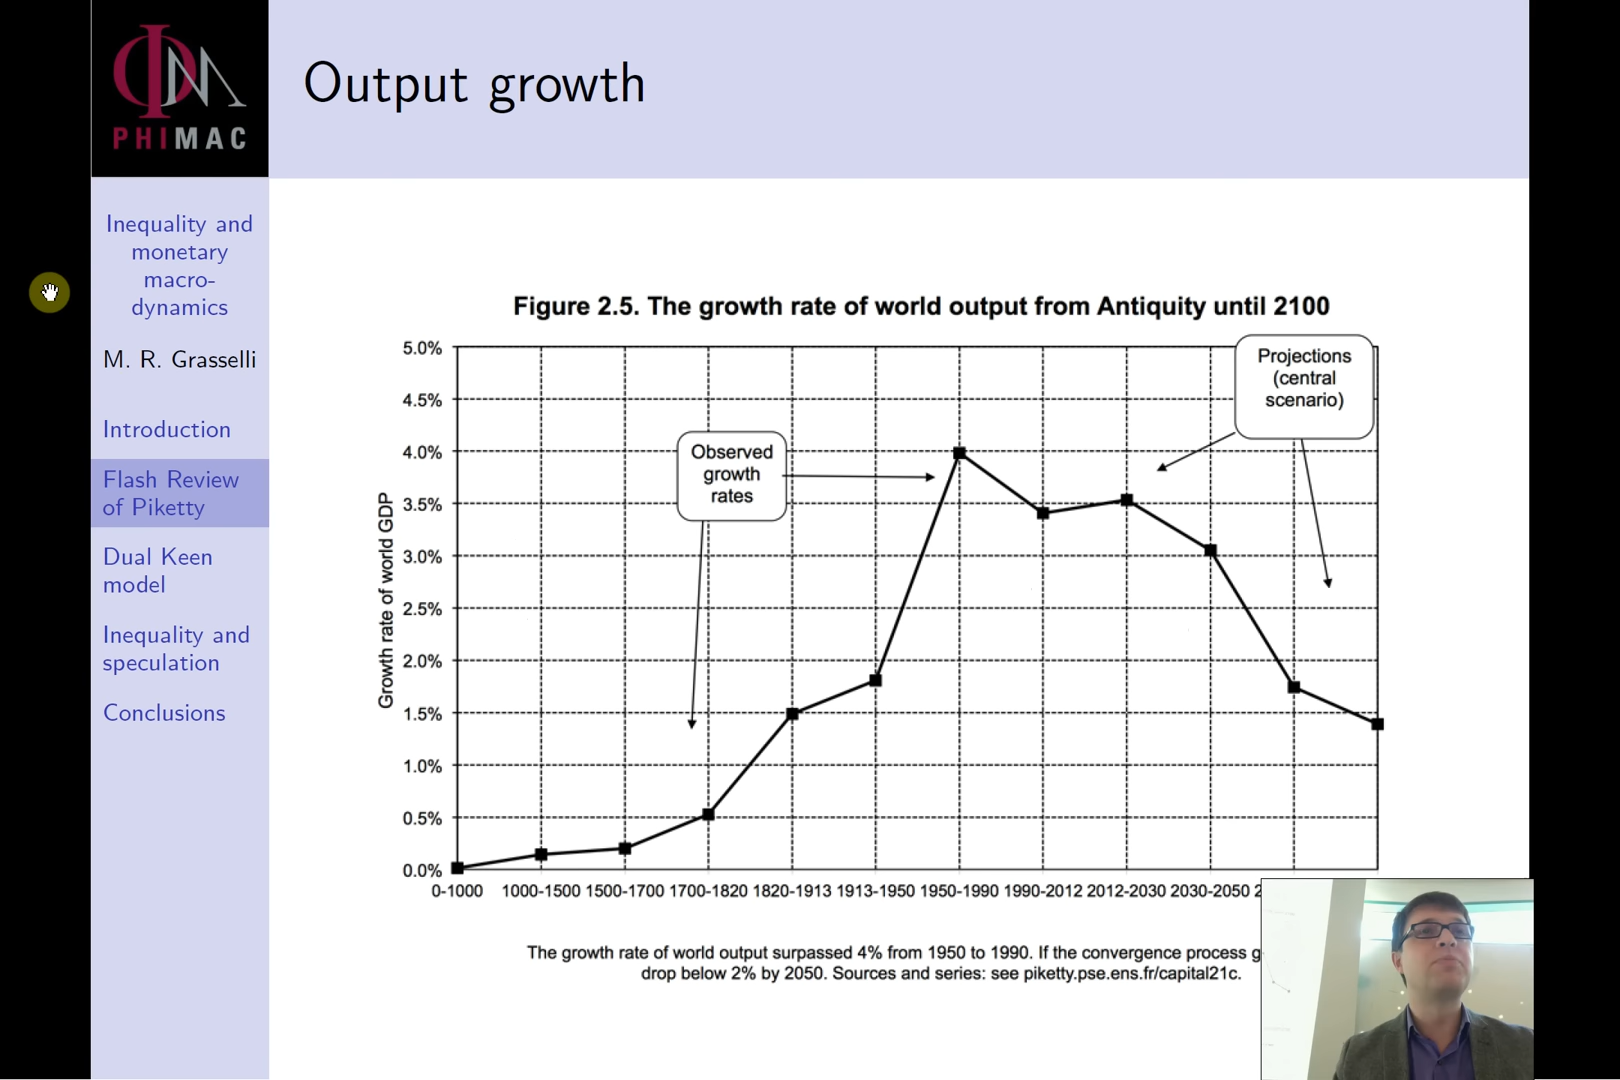 PHIMAC
Output growth
Inequality and
monetary
macro-
dynamics
M. R. Grasselli
Introduction
Flash Review
of Piketty
Dual Keen
model
Inequality and
speculation
Conclusions
Figure 2.5. The growth rate of world output from Antiquity until 2100
Growth rate of world GDP
5.0%
4.5%
4.0%
3.5%
3.0%
2.5%
2.0%
1.5%
1.0%
0.5%
0.0%
Observed
growth
rates
Projections
(central
scenario)
0-1000 1000-1500 1500-1700 1700-1820 1820-1913 1913-1950 1950-1990 1990-2012 2012-2030 2030-2050
The growth rate of world output surpassed 4% from 1950 to 1990. If the convergence process
drop below 2% by 2050. Sources and series: see piketty.pse.ens.fr/capital21c.